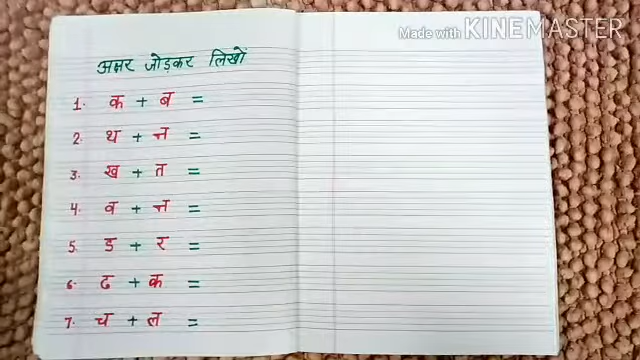 Made with KINEMASTER
अक्षर जोड़कर लिखों
1. क + ब =
2. थ + न =
3. ख + त =
4. व + न =
5. ड + र =
6. ढ + क =
7. च + ल =